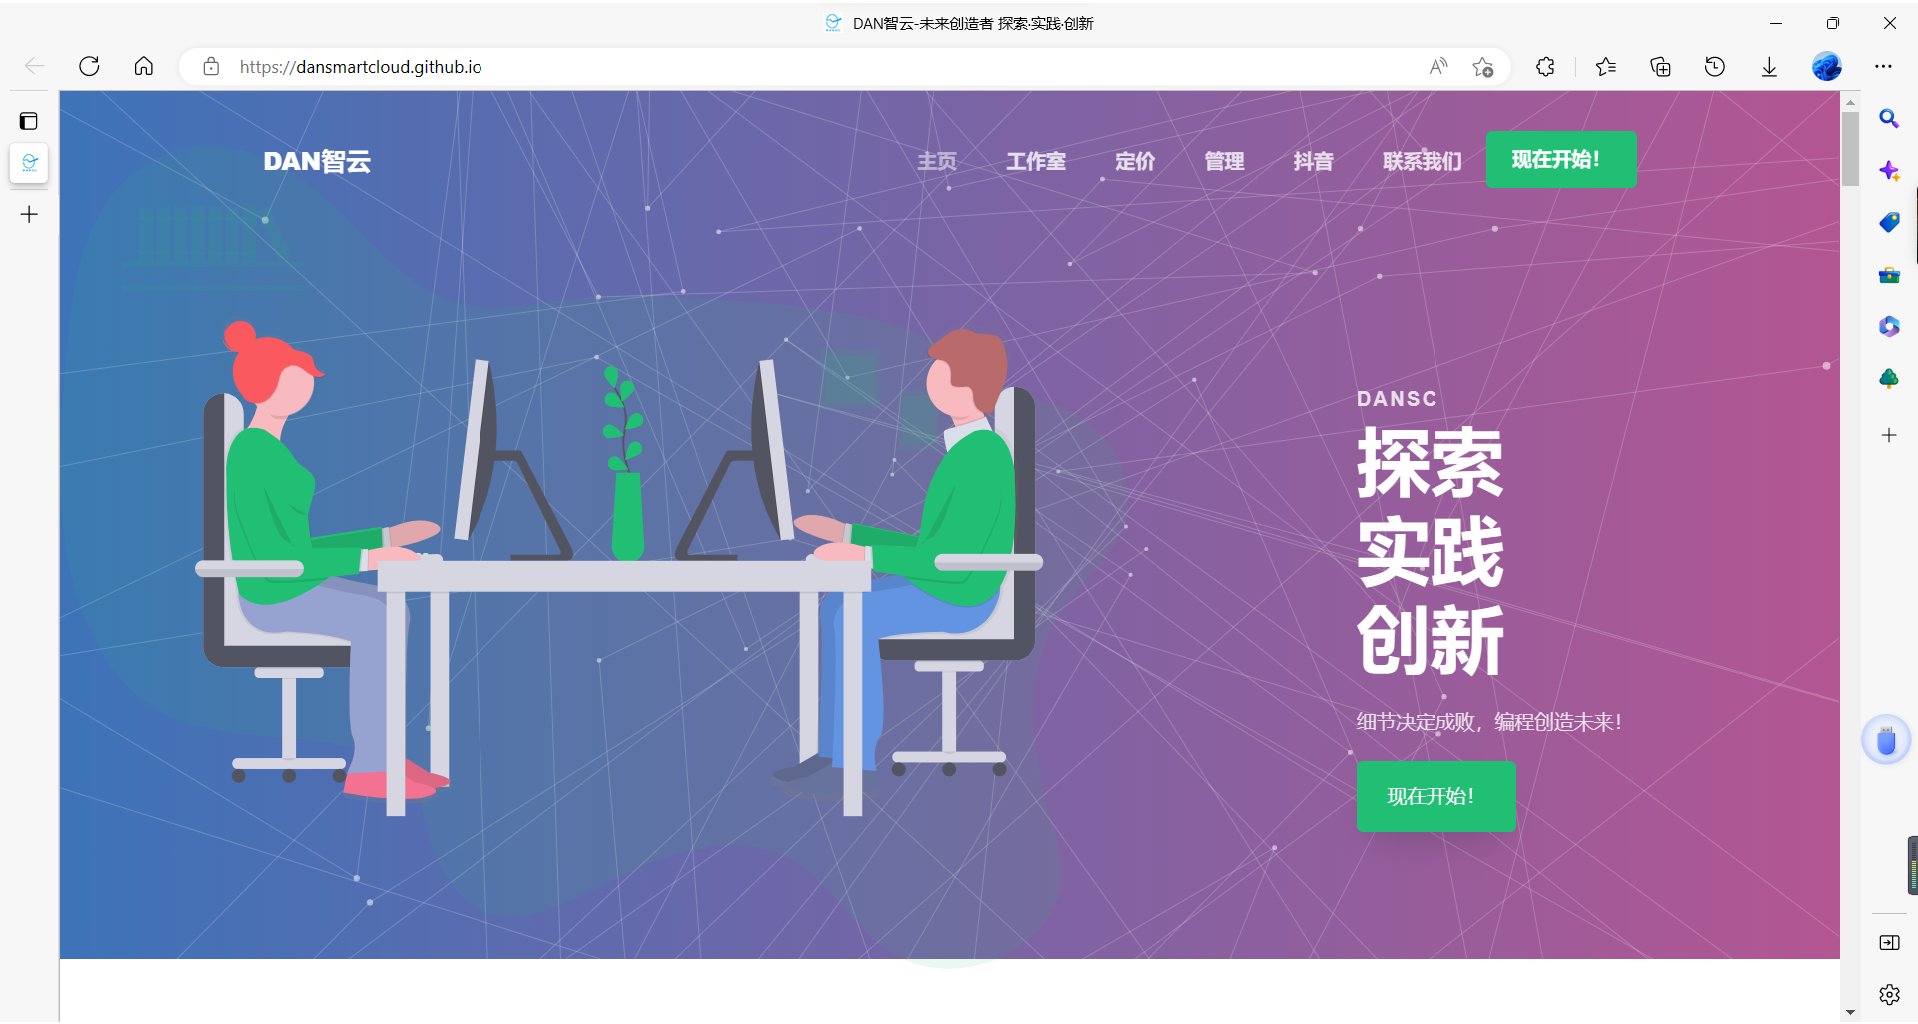 DAN智云-未来创造者 探索·实践·创新
https://dansmartcloud.github.io
DAN智云
主页 工作室 定价 管理 抖音 联系我们 现在开始！
DANSC
探索
实践
创新
细节决定成败，编程创造未来！
现在开始！